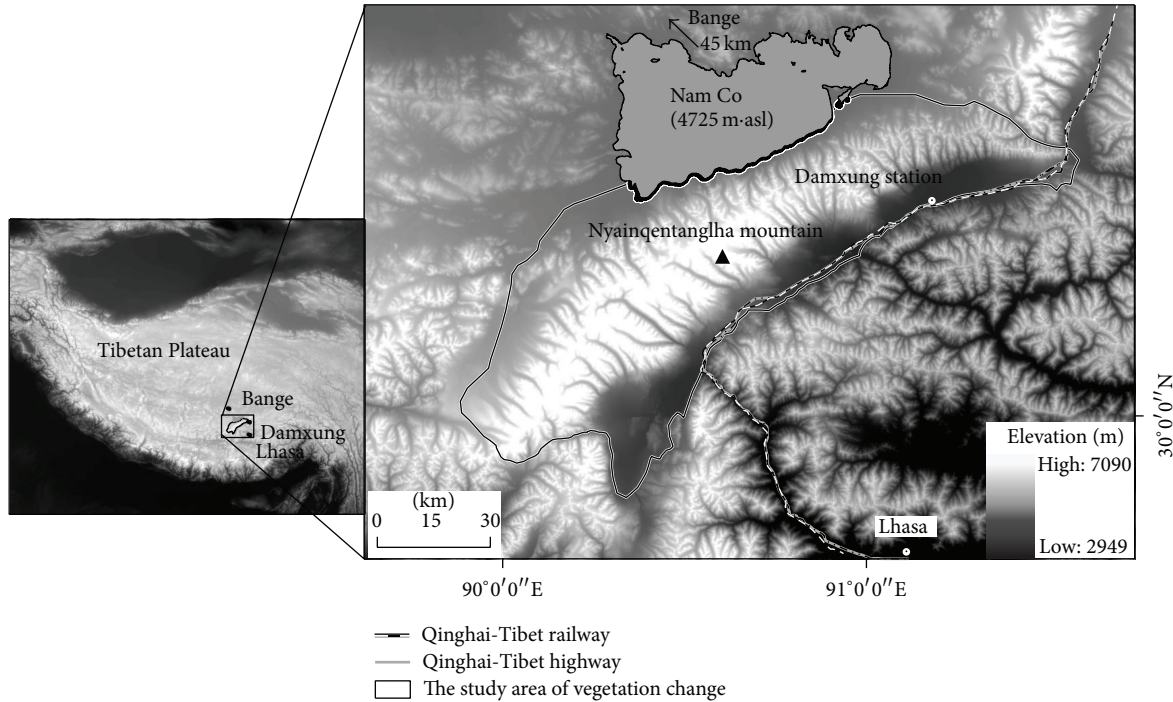 Bange
45 km
Nam Co
(4725 m·asl)
Damxung station
Nyainqentanglha mountain
Tibetan Plateau
Bange
Damxung
Lhasa
30°0′0″N
Elevation (m)
High: 7090
Low: 2949
(km)
0 15 30
Lhasa
90°0′0″E 91°0′0″E
Qinghai-Tibet railway
Qinghai-Tibet highway
The study area of vegetation change